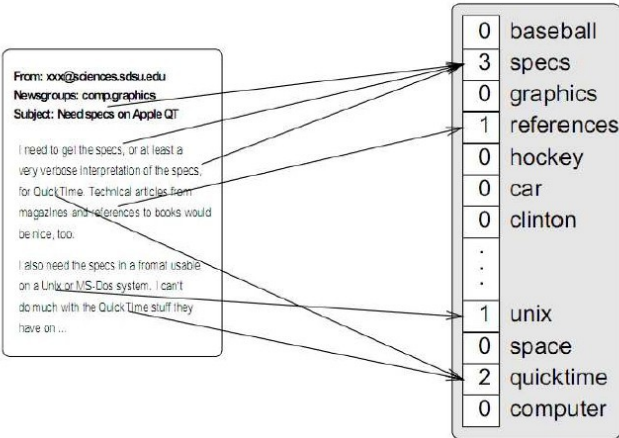 From: xxx@sciences.sdsu.edu
Newsgroups: comp.graphics
Subject: Need specs on Apple QT
I need to get the specs, or at least a
very verbose interpretation of the specs,
for QuickTime. Technical articles from
magazines and references to books would
be nice, too.
I also need the specs in a fromat usable
on a Unix or MS-Dos system. I can't
do much with the QuickTime stuff they
have on ...
0 baseball
3 specs
0 graphics
1 references
0 hockey
0 car
0 clinton
.
.
.
1 unix
0 space
2 quicktime
0 computer